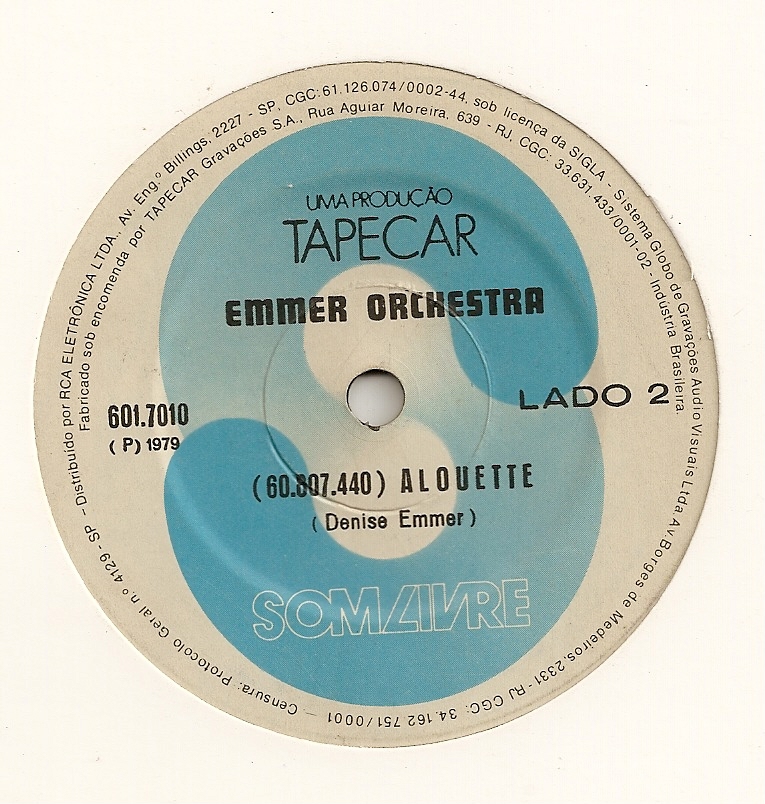 Distribuído por RCA ELETRÔNICA LTDA., Av. Eng.º Billings, 2227 - SP, CGC: 61.126.074/0002-44, sob licença da SIGLA - Sistema Globo de Gravações Audio Visuais Ltda. Av. Borges de Medeiros, 2331 - RJ CGC: 34.162 751/0001 — Censura: Protocolo Geral n.º 4129 - SP –
Fabricado sob encomenda por TAPECAR Gravações S.A., Rua Aguiar Moreira, 639 - RJ. CGC: 33.631.433/0001-02 - Indústria Brasileira.
UMA PRODUÇÃO
TAPECAR
EMMER ORCHESTRA
LADO 2
601.7010
(P) 1979
(60.807.440) ALOUETTE
(Denise Emmer)
SOM LIVRE